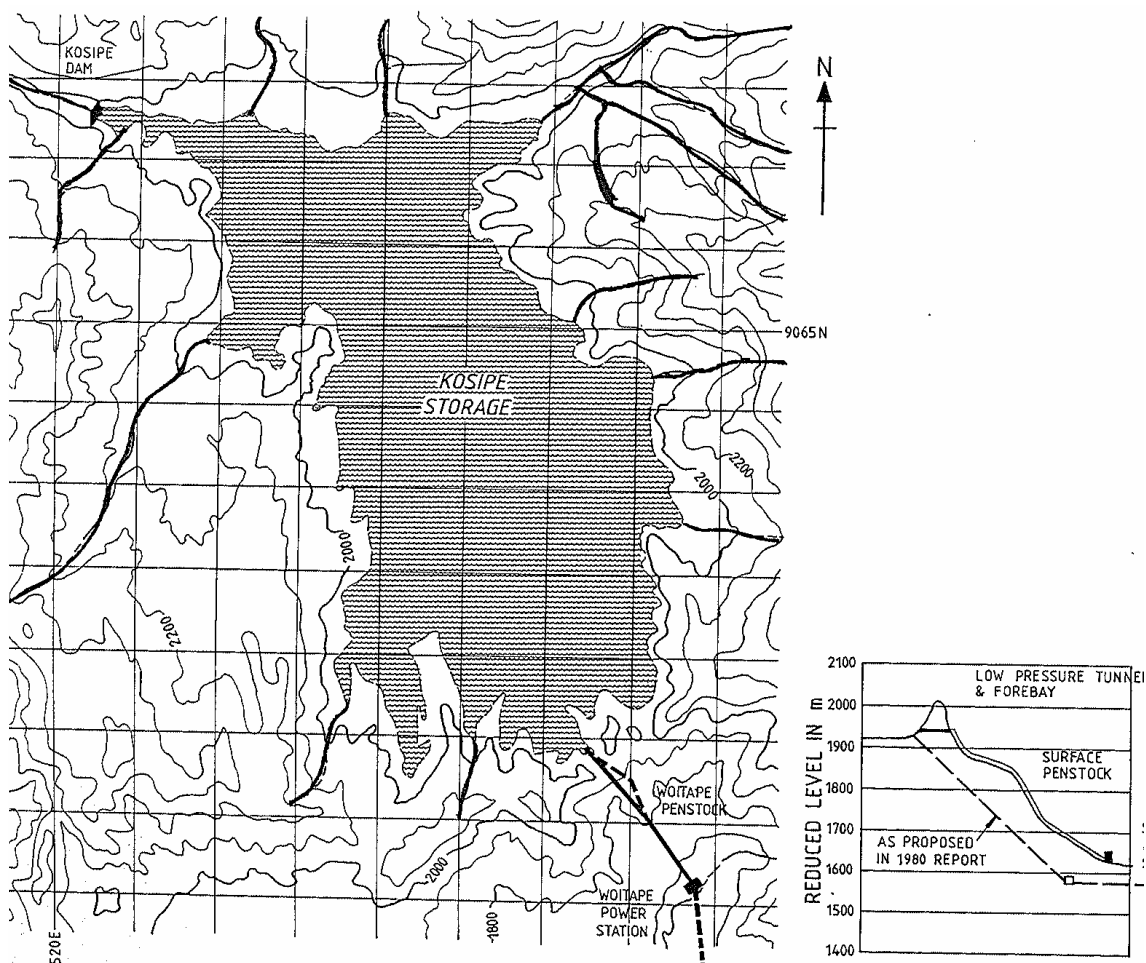 KOSIPE
DAM
N
9065N
KOSIPE
STORAGE
2200
2000
2000
2200
WOITAPE
PENSTOCK
2000
WOITAPE
POWER
STATION
1800
520E
REDUCED LEVEL IN m
2100
2000
1900
1800
1700
1600
1500
1400
LOW PRESSURE TUNNEL
& FOREBAY
SURFACE
PENSTOCK
AS PROPOSED
IN 1980 REPORT